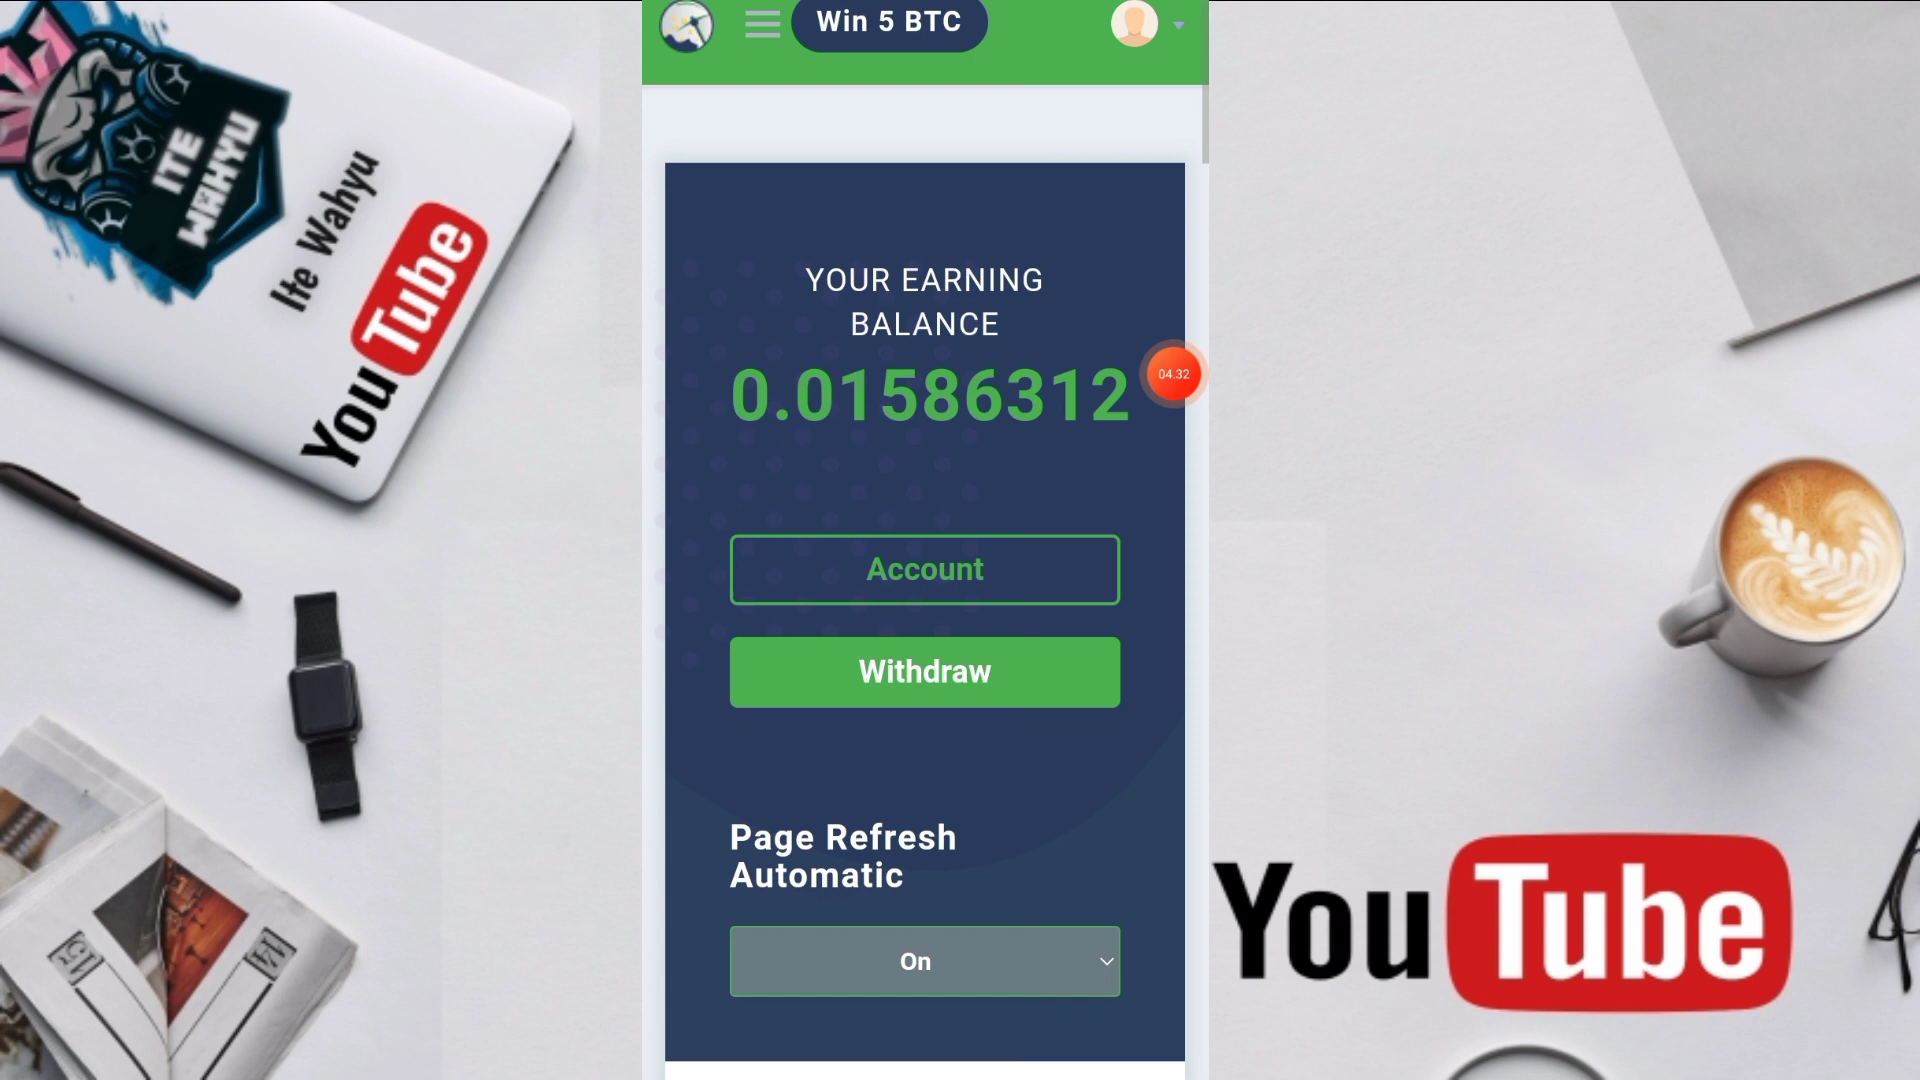 Win 5 BTC
ITE
WAHYU
Ite Wahyu
YouTube
YOUR EARNING
BALANCE
0.01586312
04.32
Account
Withdraw
Page Refresh
Automatic
On
YouTube